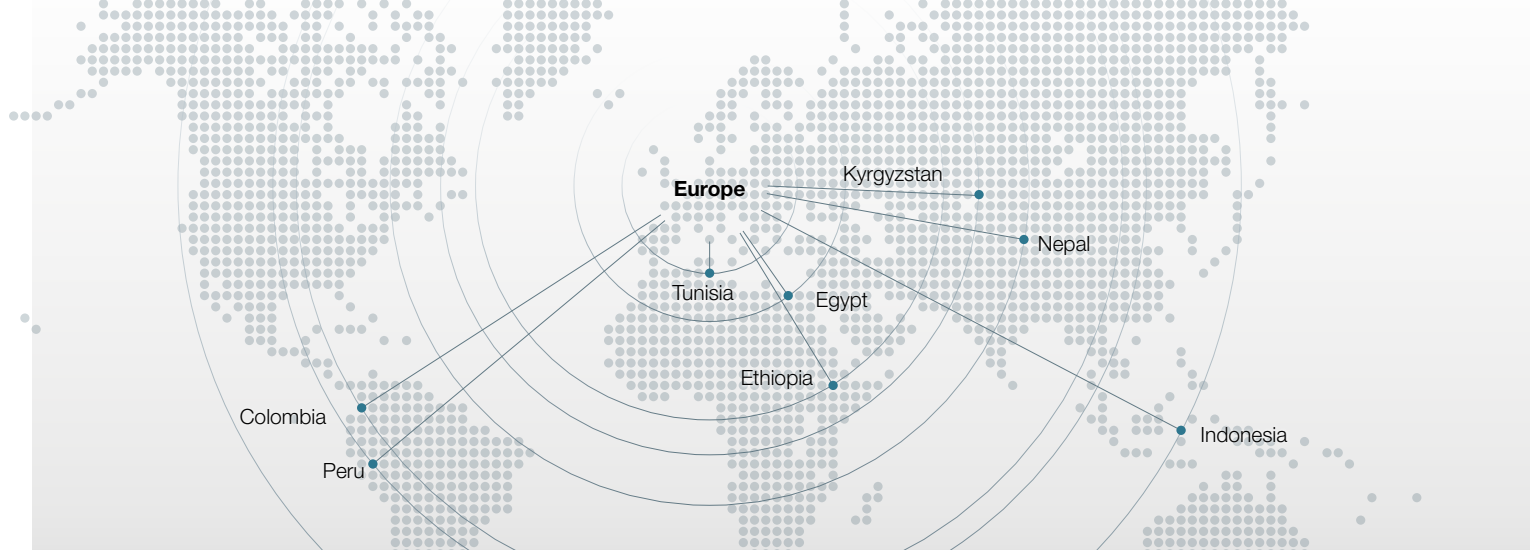 Kyrgyzstan
Europe
Nepal
Tunisia
Egypt
Ethiopia
Colombia
Indonesia
Peru